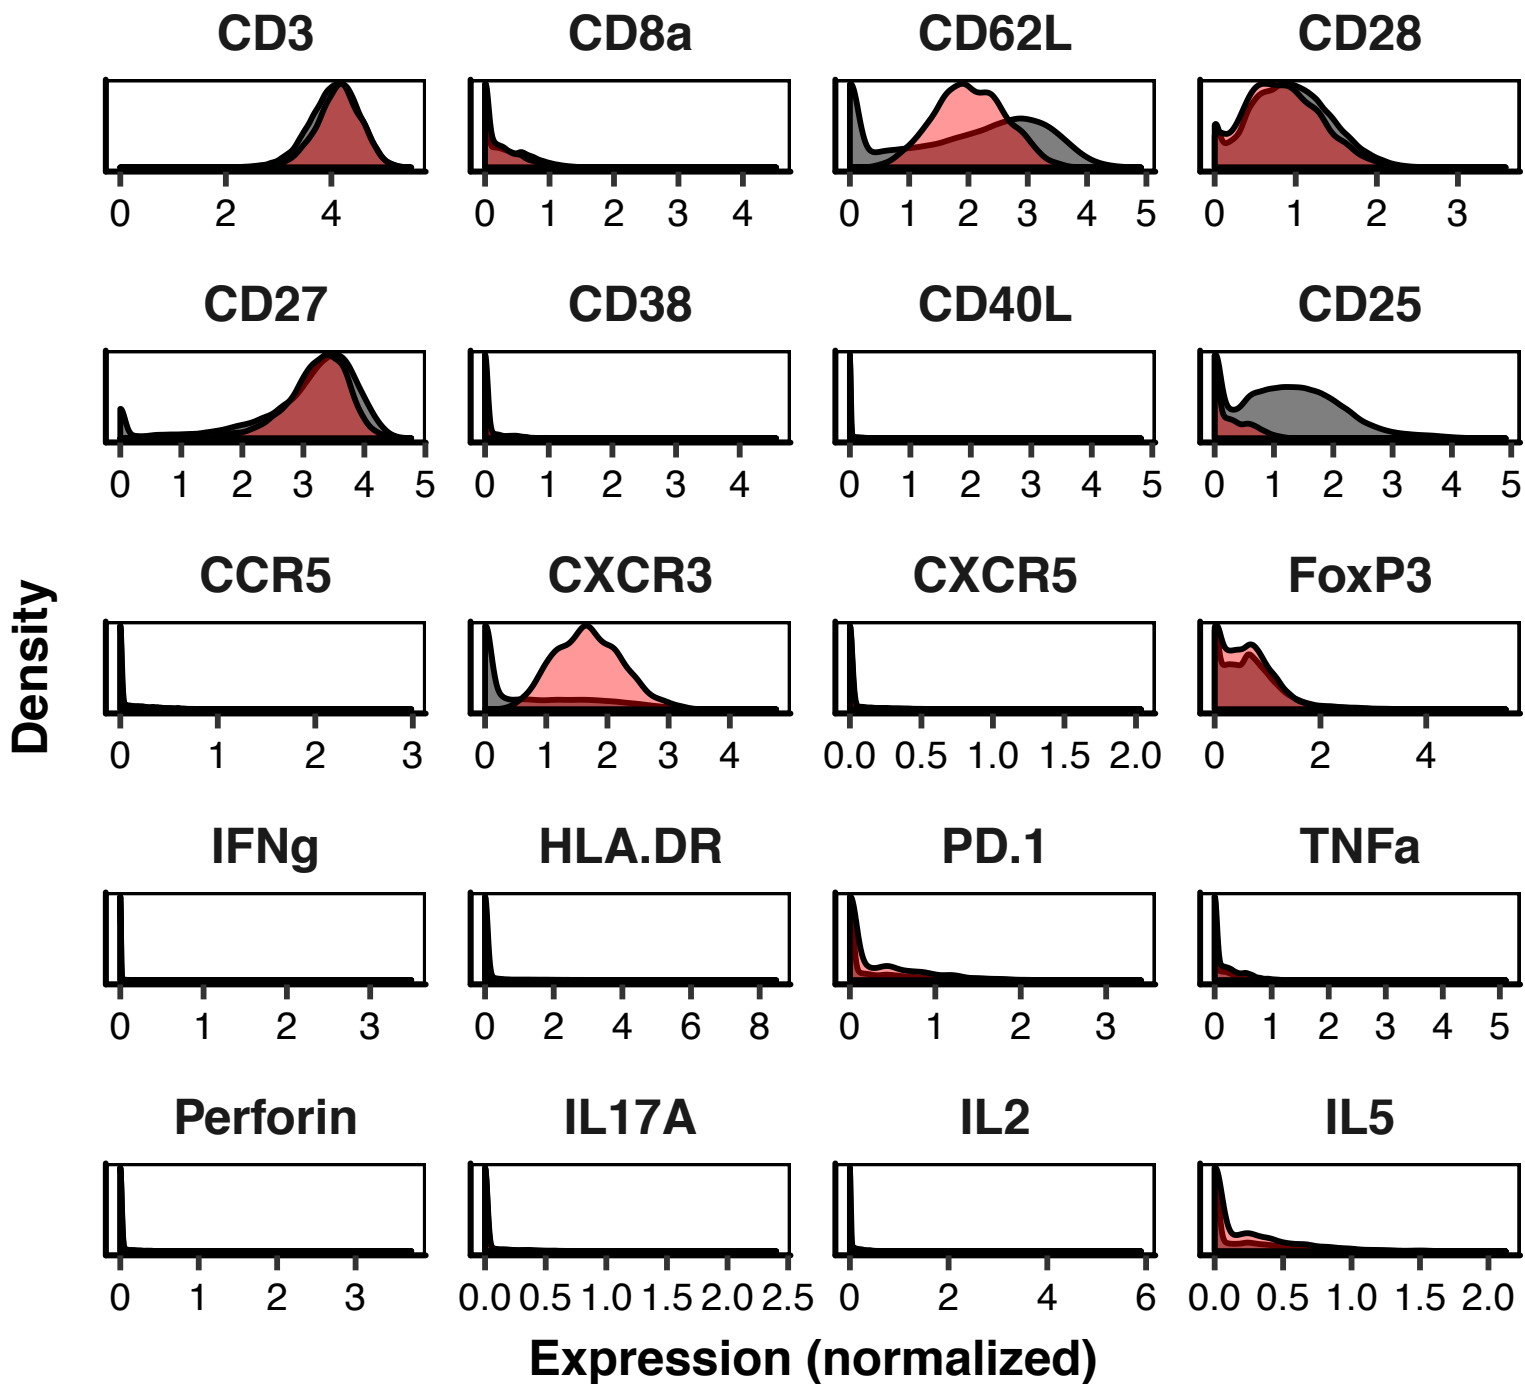 CD3 CD8a CD62L CD28
0 2 4 0 1 2 3 4 0 1 2 3 4 5 0 1 2 3
CD27 CD38 CD40L CD25
0 1 2 3 4 5 0 1 2 3 4 0 1 2 3 4 5 0 1 2 3 4 5
CCR5 CXCR3 CXCR5 FoxP3
0 1 2 3 0 1 2 3 4 0.0 0.5 1.0 1.5 2.0 0 2 4
Density
IFNg HLA.DR PD.1 TNFa
0 1 2 3 0 2 4 6 8 0 1 2 3 0 1 2 3 4 5
Perforin IL17A IL2 IL5
0 1 2 3 0.0 0.5 1.0 1.5 2.0 2.5 0 2 4 6 0.0 0.5 1.0 1.5 2.0
Expression (normalized)